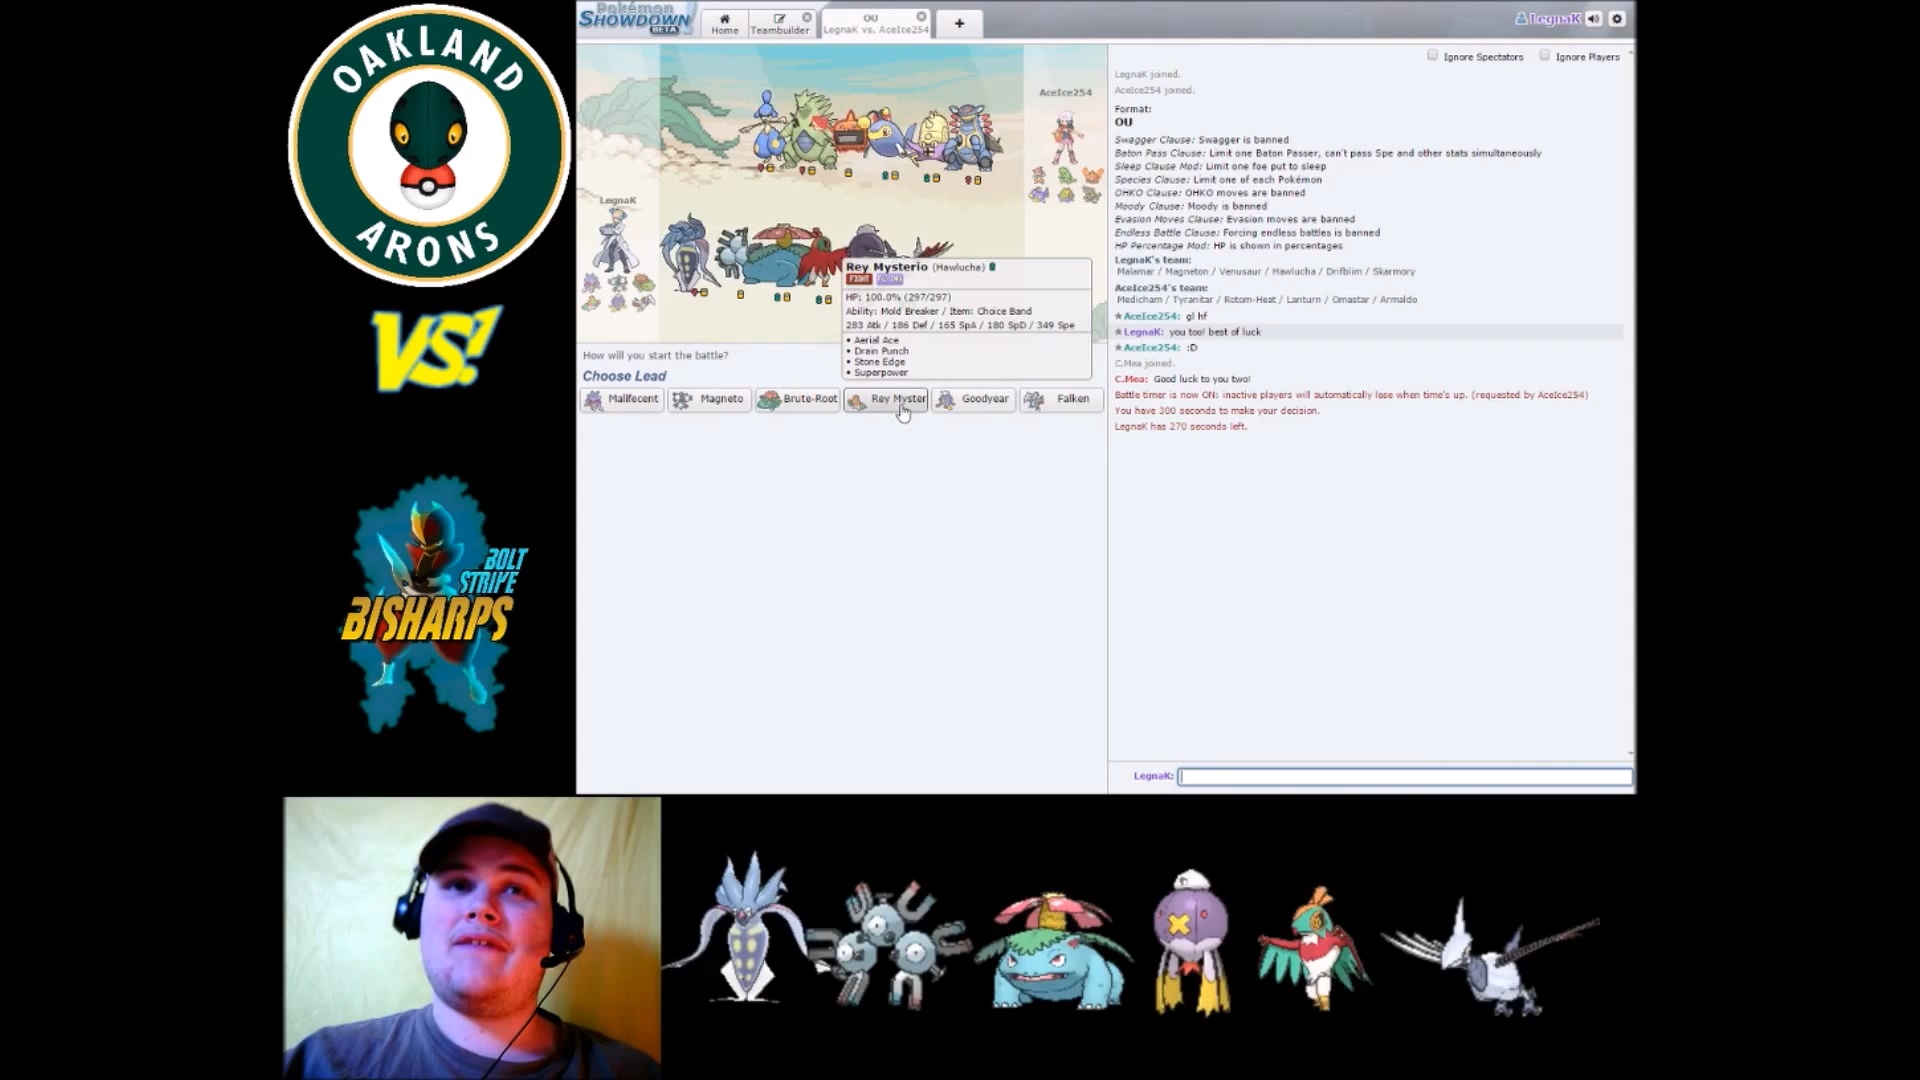 OAKLAND
ARONS
VS!
BOLT
STRIKE
BISHARPS
Pokémon
SHOWDOWN
BETA
Home
Teambuilder
OU
LegnaK vs. AceIce254
+
LegnaK
AceIce254
LegnaK
Rey Mysterio (Hawlucha)
FIGHT FLYING
HP: 100.0% (297/297)
Ability: Mold Breaker / Item: Choice Band
283 Atk / 186 Def / 165 SpA / 180 SpD / 349 Spe
• Aerial Ace
• Drain Punch
• Stone Edge
• Superpower
How will you start the battle?
Choose Lead
Malifecent
Magneto
Brute-Root
Rey Myster
Goodyear
Falken
Ignore Spectators
Ignore Players
LegnaK joined.
AceIce254 joined.
Format:
OU
Swagger Clause: Swagger is banned
Baton Pass Clause: Limit one Baton Passer, can't pass Spe and other stats simultaneously
Sleep Clause Mod: Limit one foe put to sleep
Species Clause: Limit one of each Pokémon
OHKO Clause: OHKO moves are banned
Moody Clause: Moody is banned
Evasion Moves Clause: Evasion moves are banned
Endless Battle Clause: Forcing endless battles is banned
HP Percentage Mod: HP is shown in percentages
LegnaK's team:
Malamar / Magneton / Venusaur / Hawlucha / Drifblim / Skarmory
AceIce254's team:
Medicham / Tyranitar / Rotom-Heat / Lanturn / Omastar / Armaldo
★AceIce254: gl hf
★LegnaK: you too! best of luck
★AceIce254: :D
C.Mea joined.
C.Mea: Good luck to you two!
Battle timer is now ON: inactive players will automatically lose when time's up. (requested by AceIce254)
You have 300 seconds to make your decision.
LegnaK has 270 seconds left.
LegnaK: